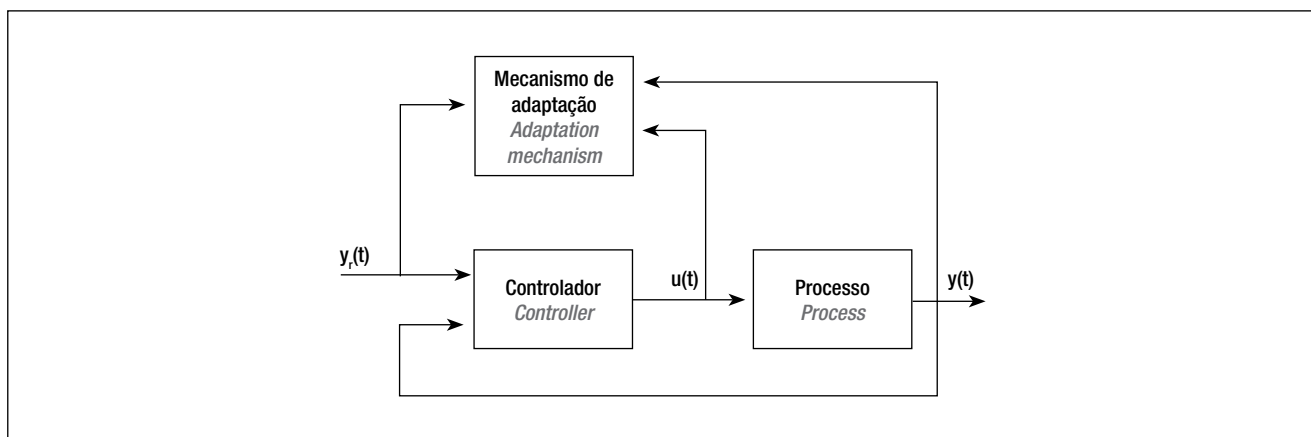 Mecanismo de
adaptação
Adaptation
mechanism
yr(t)
Controlador
Controller
u(t)
Processo
Process
y(t)